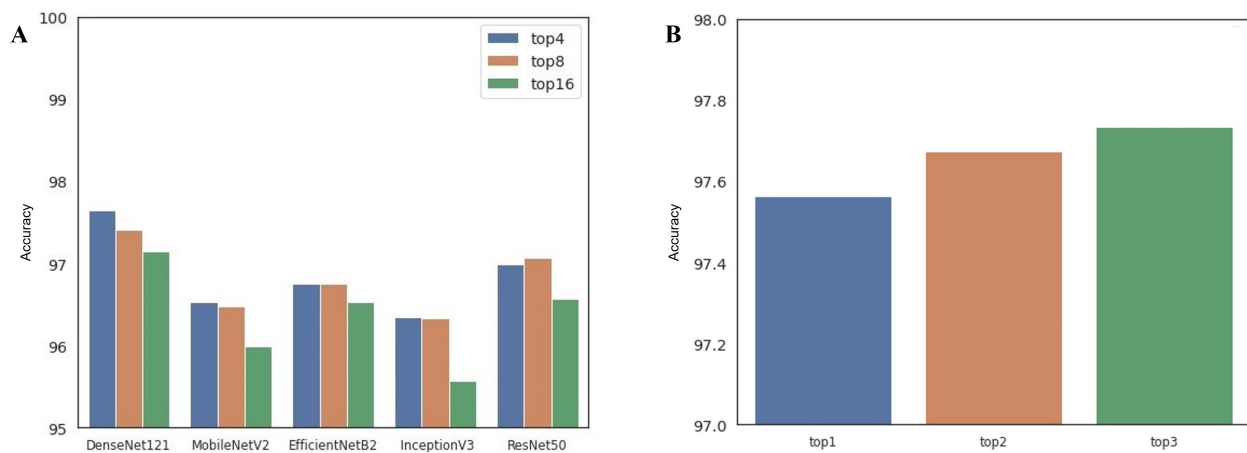 A
Accuracy
100
99
98
97
96
95
top4
top8
top16
DenseNet121 MobileNetV2 EfficientNetB2 InceptionV3 ResNet50
B
Accuracy
98.0
97.8
97.6
97.4
97.2
97.0
top1 top2 top3